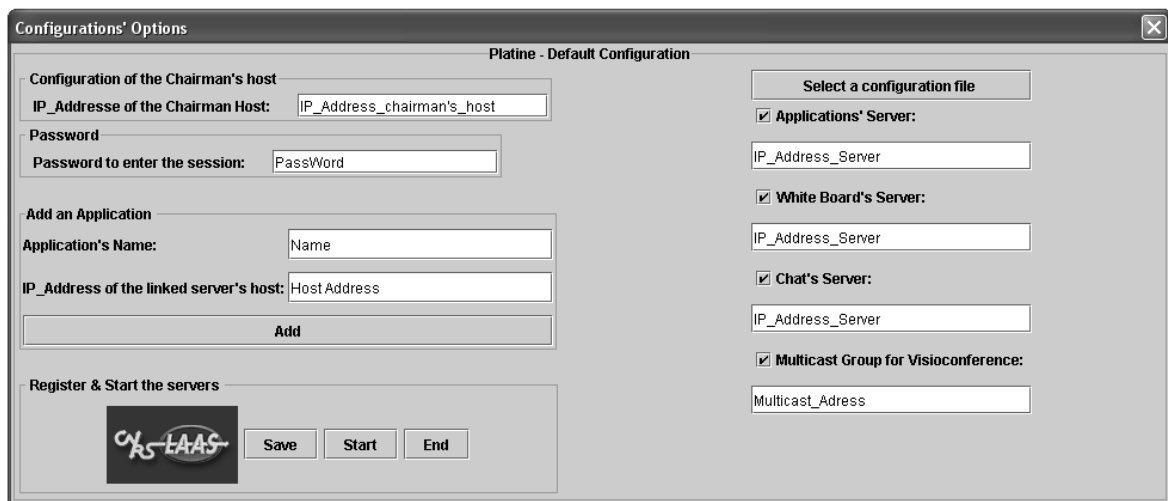 Configurations' Options
Platine - Default Configuration
Configuration of the Chairman's host
IP_Addresse of the Chairman Host: IP_Address_chairman's_host
Password
Password to enter the session: PassWord
Add an Application
Application's Name: Name
IP_Address of the linked server's host: Host Address
Add
Register & Start the servers
CNRS LAAS
Save Start End
Select a configuration file
Applications' Server:
IP_Address_Server
White Board's Server:
IP_Address_Server
Chat's Server:
IP_Address_Server
Multicast Group for Visioconference:
Multicast_Adress